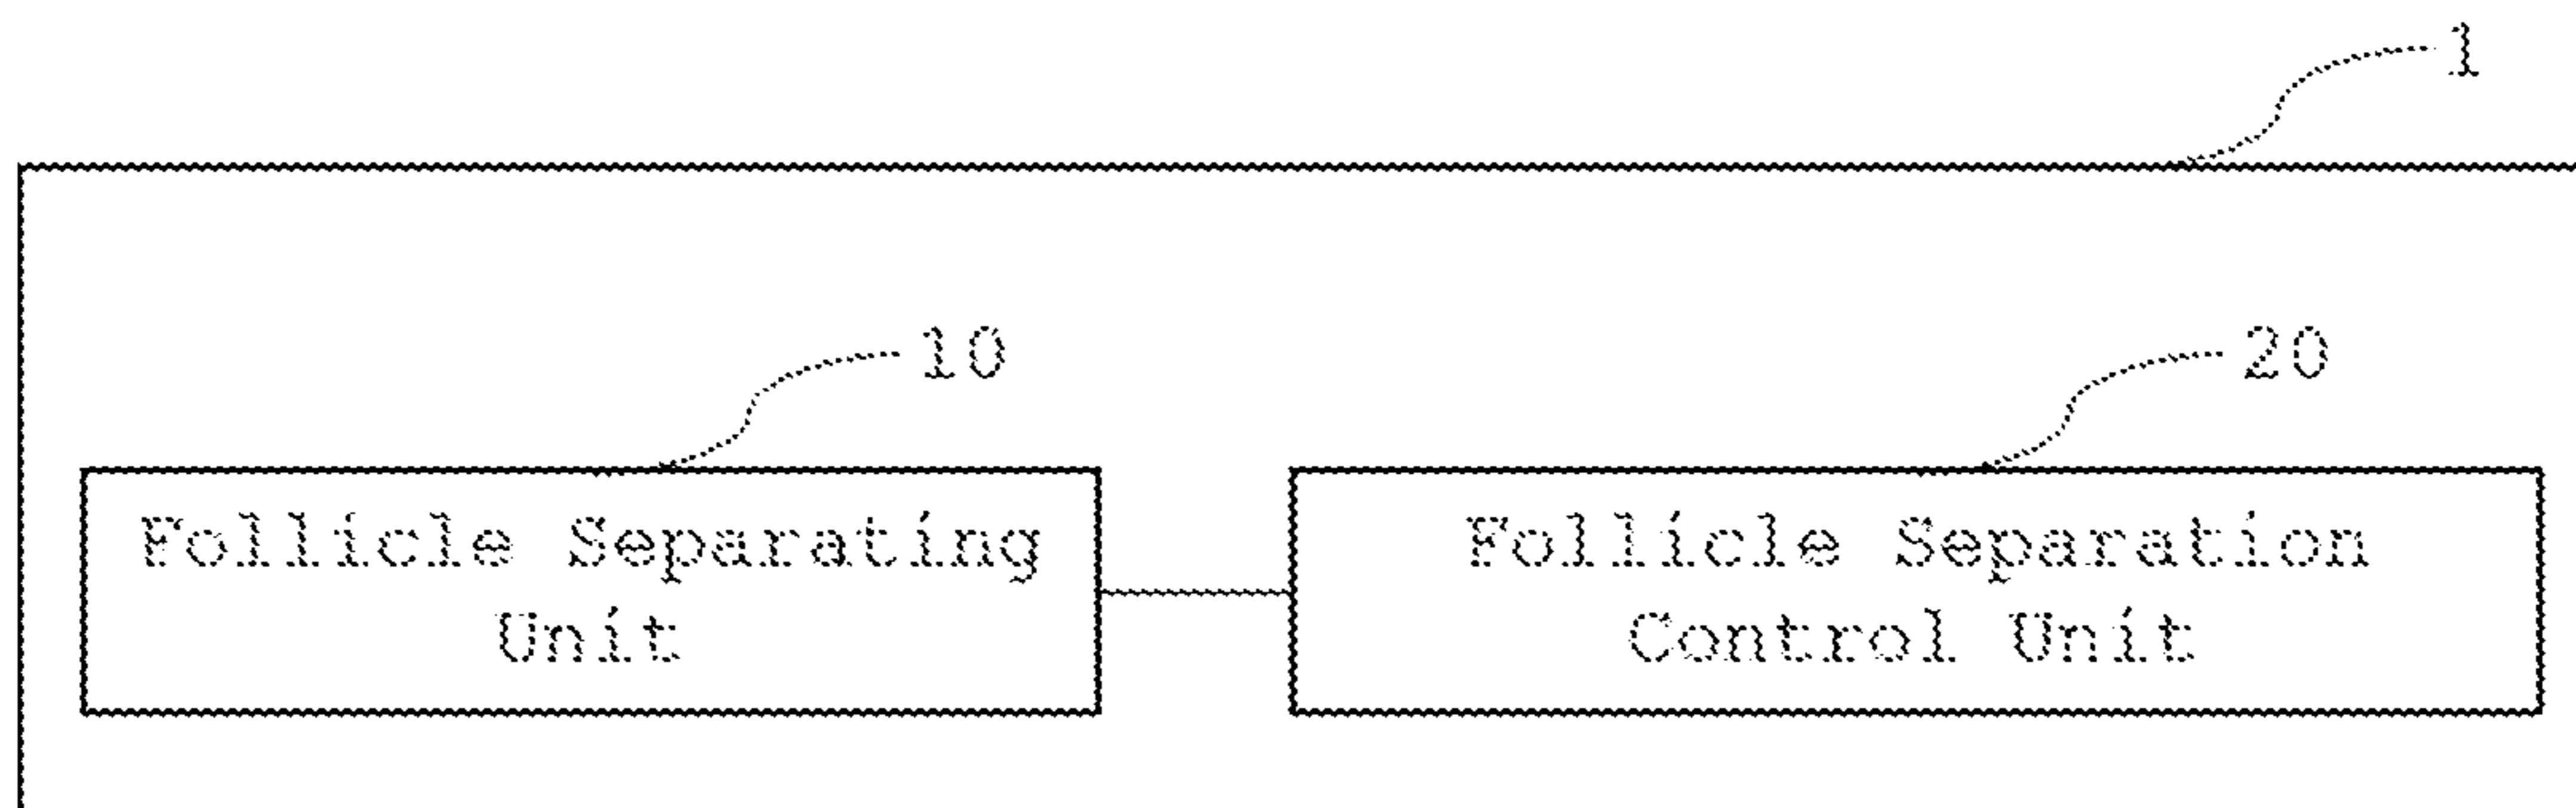 1
10
20
Follicle Separating
Unit
Follicle Separation
Control Unit